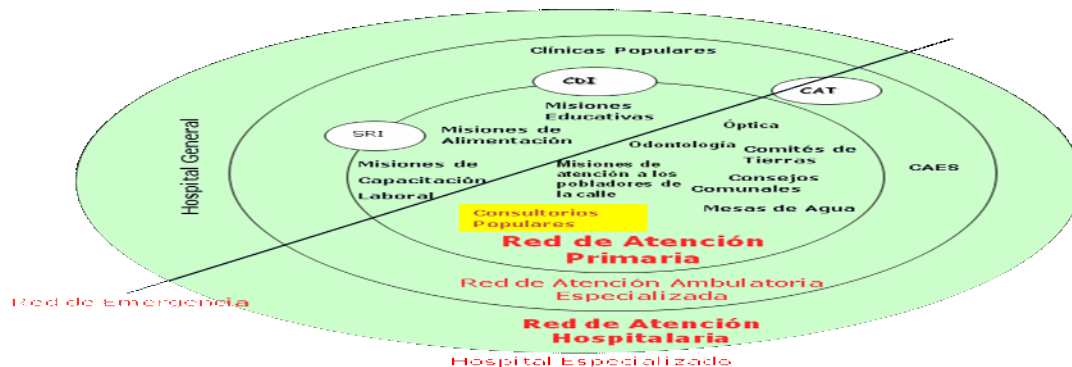 Clínicas Populares
CDI
CAT
SRI
Misiones
Educativas
Misiones de
Alimentación
Óptica
Odontología
Comités de
Tierras
Hospital General
Misiones de
Capacitación
Laboral
Misiones de
atención a los
pobladores de
la calle
Consejos
Comunales
CAES
Mesas de Agua
Consultorios
Populares
Red de Atención
Primaria
Red de Atención Ambulatoria
Especializada
Red de Emergencia
Red de Atención
Hospitalaria
Hospital Especializado